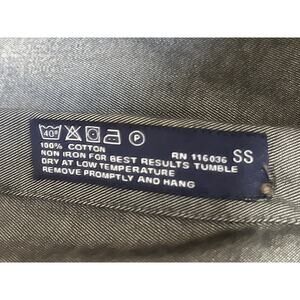 40° P
100% COTTON RN 116036 SS
NON IRON FOR BEST RESULTS TUMBLE
DRY AT LOW TEMPERATURE
REMOVE PROMPTLY AND HANG